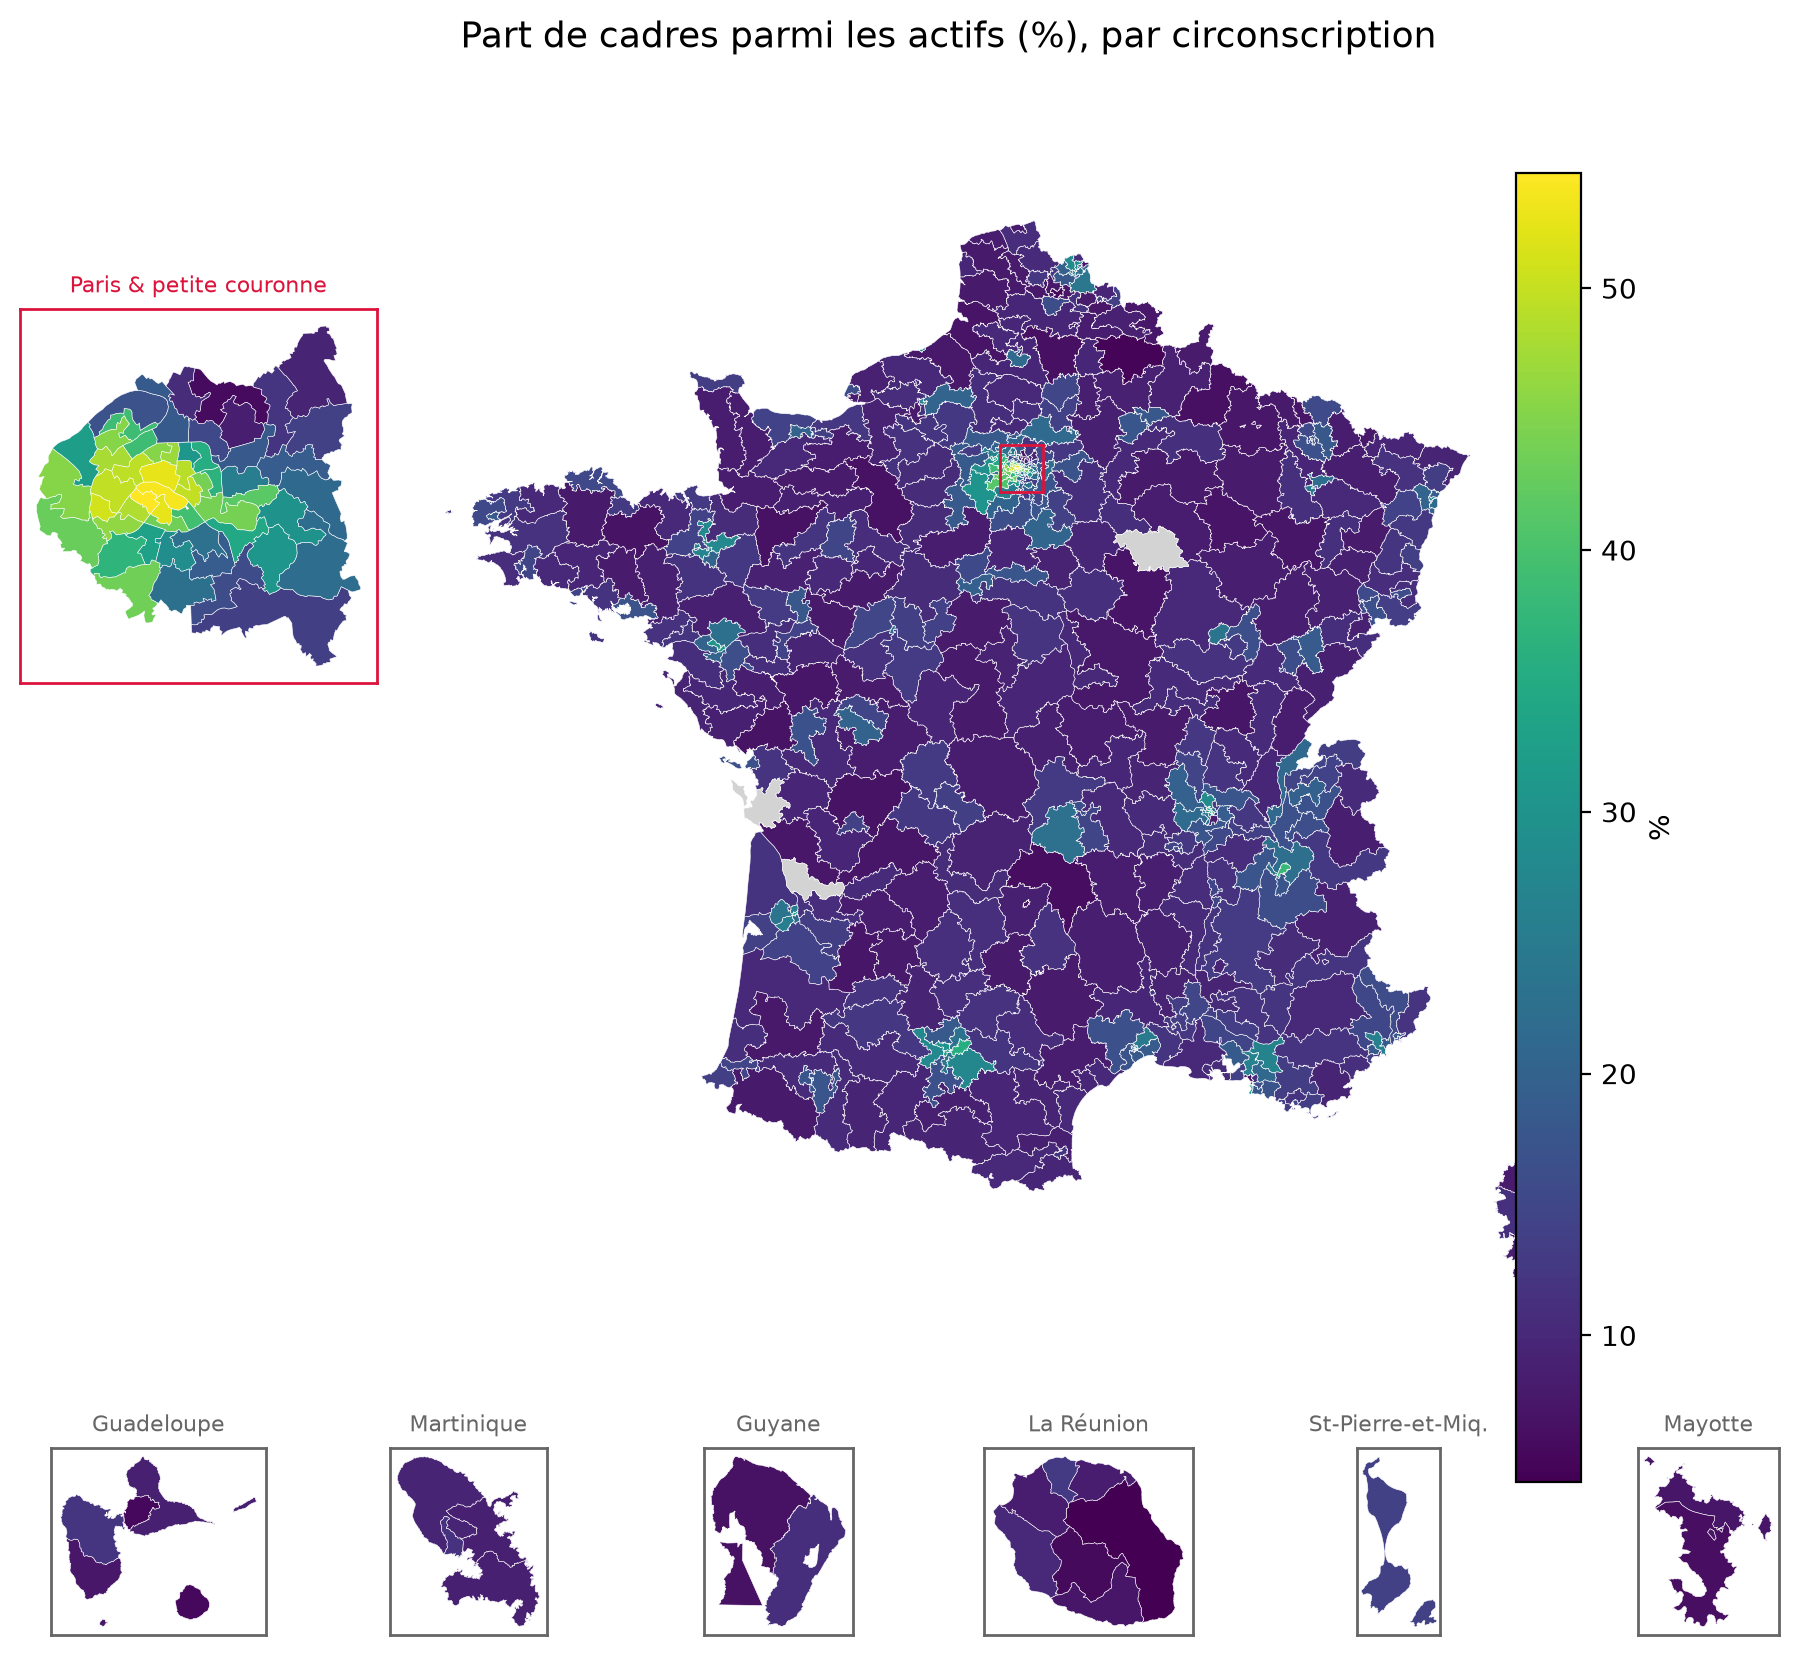 Part de cadres parmi les actifs (%), par circonscription
Paris & petite couronne
50
40
30
20
10
%
Guadeloupe
Martinique
Guyane
La Réunion
St-Pierre-et-Miq.
Mayotte